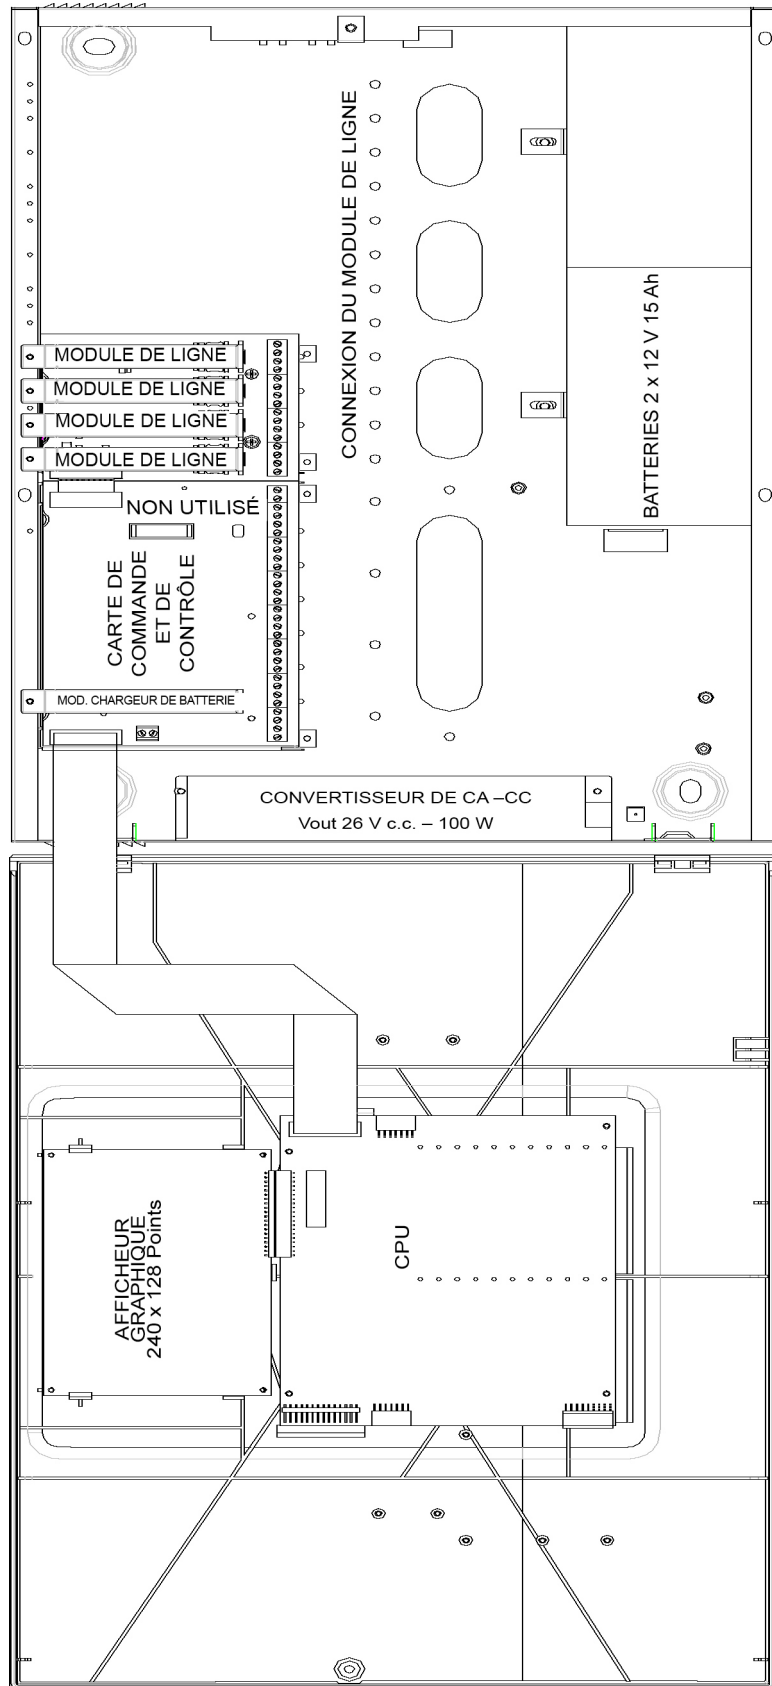 CONNEXION DU MODULE DE LIGNE
BATTERIES 2 x 12 V 15 Ah
MODULE DE LIGNE
MODULE DE LIGNE
MODULE DE LIGNE
MODULE DE LIGNE
NON UTILISÉ
CARTE DE
COMMANDE
ET DE
CONTRÔLE
MOD. CHARGEUR DE BATTERIE
CONVERTISSEUR DE CA –CC
Vout 26 V c.c. – 100 W
AFFICHEUR
GRAPHIQUE
240 x 128 Points
CPU